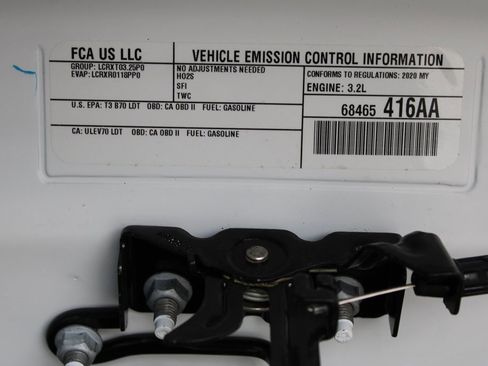 FCA US LLC
GROUP: LCRXT03.25P0
EVAP: LCRXR0118PP0
VEHICLE EMISSION CONTROL INFORMATION
NO ADJUSTMENTS NEEDED
HO2S
SFI
TWC
CONFORMS TO REGULATIONS: 2020 MY
ENGINE: 3.2L
U.S. EPA: T3 B70 LDT OBD: CA OBD II FUEL: GASOLINE
68465 416AA
CA: ULEV70 LDT OBD: CA OBD II FUEL: GASOLINE